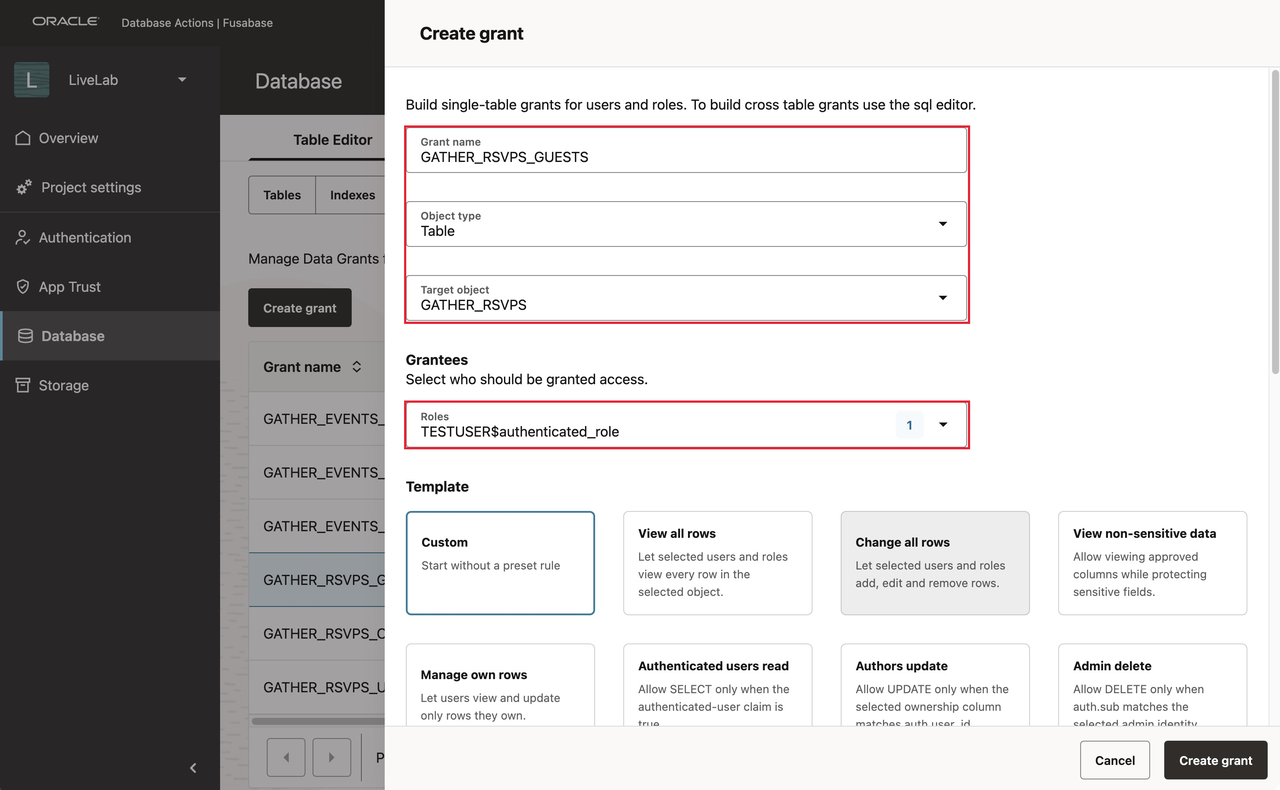 ORACLE Database Actions | Fusabase
L LiveLab
Overview
Project settings
Authentication
App Trust
Database
Storage
Database
Table Editor
Tables
Indexes
Manage Data Grants
Create grant
Grant name
GATHER_EVENTS_
GATHER_EVENTS_
GATHER_EVENTS_
GATHER_RSVPS_G
GATHER_RSVPS_
GATHER_RSVPS_U
P
Create grant
Build single-table grants for users and roles. To build cross table grants use the sql editor.
Grant name
GATHER_RSVPS_GUESTS
Object type
Table
Target object
GATHER_RSVPS
Grantees
Select who should be granted access.
Roles
TESTUSER$authenticated_role
1
Template
Custom
Start without a preset rule
View all rows
Let selected users and roles
view every row in the
selected object.
Change all rows
Let selected users and roles
add, edit and remove rows.
View non-sensitive data
Allow viewing approved
columns while protecting
sensitive fields.
Manage own rows
Let users view and update
only rows they own.
Authenticated users read
Allow SELECT only when the
authenticated-user claim is
true.
Authors update
Allow UPDATE only when the
selected ownership column
matches auth.user_id
Admin delete
Allow DELETE only when
auth.sub matches the
selected admin identity
Cancel
Create grant